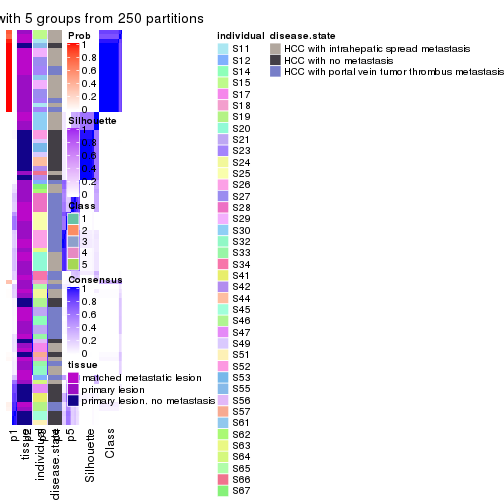 with 5 groups from 250 partitions
Prob
1
0.8
0.6
0.4
0.2
0
Silhouette
1
0.8
0.6
0.4
0.2
0
Class
1
2
3
4
5
Consensus
1
0.8
0.6
0.4
0.2
0
tissue
matched metastatic lesion
primary lesion
primary lesion. no metastasis
individual
S11
S12
S14
S15
S17
S18
S19
S20
S21
S23
S24
S25
S26
S27
S28
S29
S30
S32
S33
S34
S41
S42
S44
S45
S46
S47
S49
S51
S52
S53
S55
S56
S57
S61
S62
S63
S64
S65
S66
S67
disease.state
HCC with intrahepatic spread metastasis
HCC with no metastasis
HCC with portal vein tumor thrombus metastasis
p1
tissue
individual
disease.state
p5
Silhouette
Class